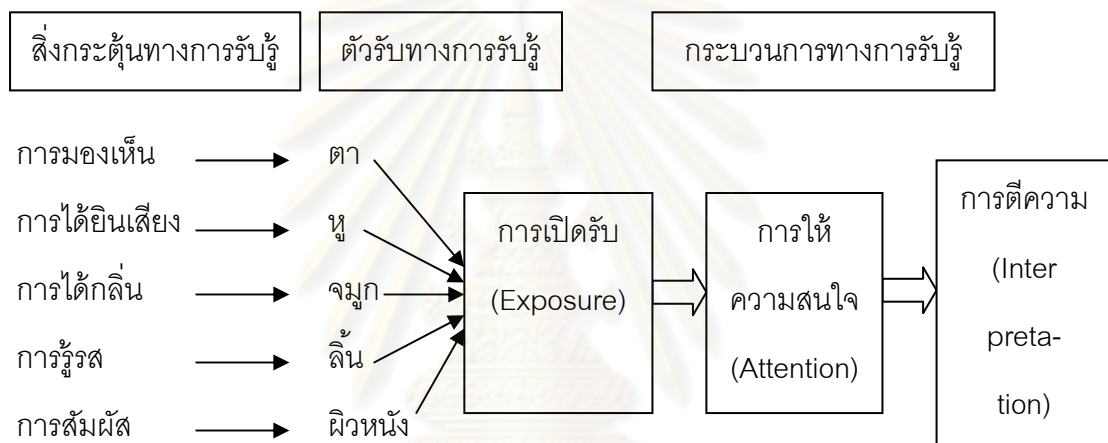 สิ่งกระตุ้นทางการรับรู้
ตัวรับทางการรับรู้
กระบวนการทางการรับรู้
การมองเห็น
ตา
การได้ยินเสียง
หู
การได้กลิ่น
จมูก
การรู้รส
ลิ้น
การสัมผัส
ผิวหนัง
การเปิดรับ
(Exposure)
การให้
ความสนใจ
(Attention)
การตีความ
(Inter
preta-
tion)